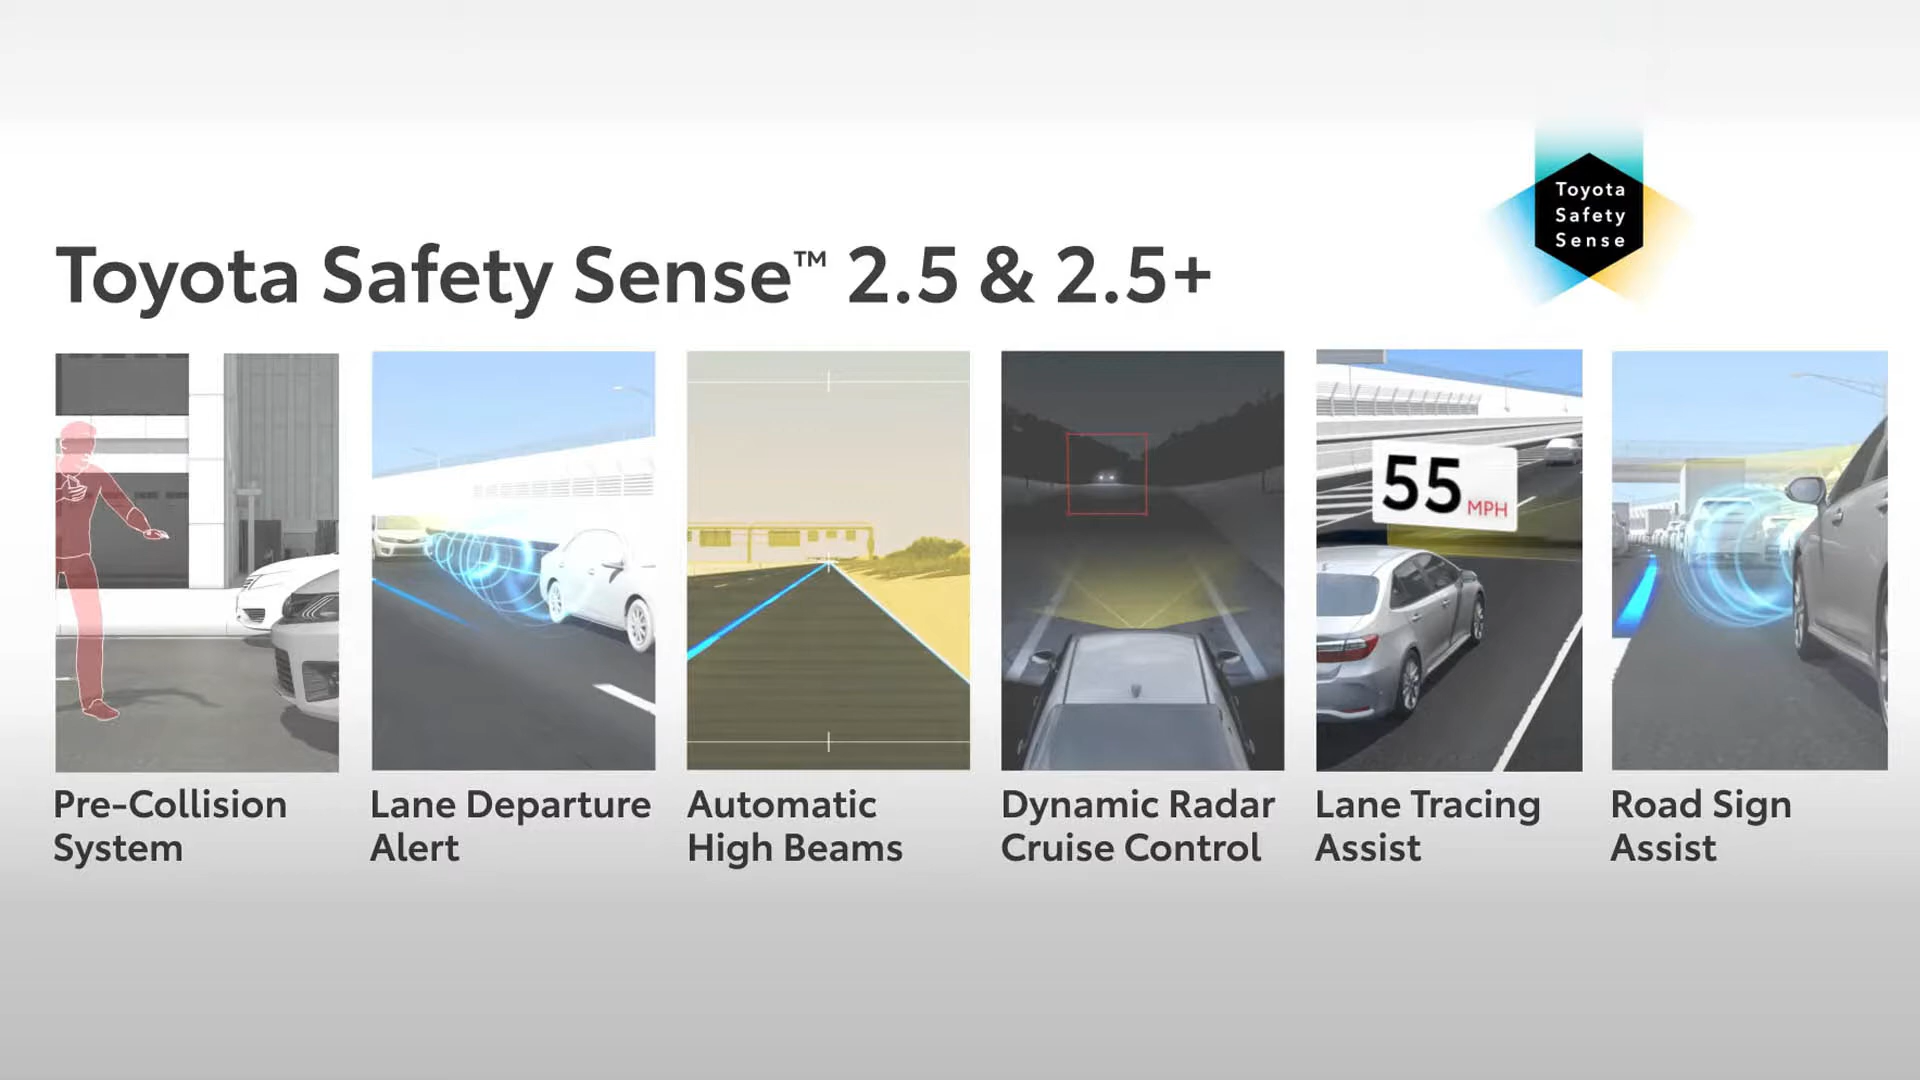 Toyota
Safety
Sense
Toyota Safety Sense™ 2.5 & 2.5+
55 MPH
Pre-Collision
System
Lane Departure
Alert
Automatic
High Beams
Dynamic Radar
Cruise Control
Lane Tracing
Assist
Road Sign
Assist